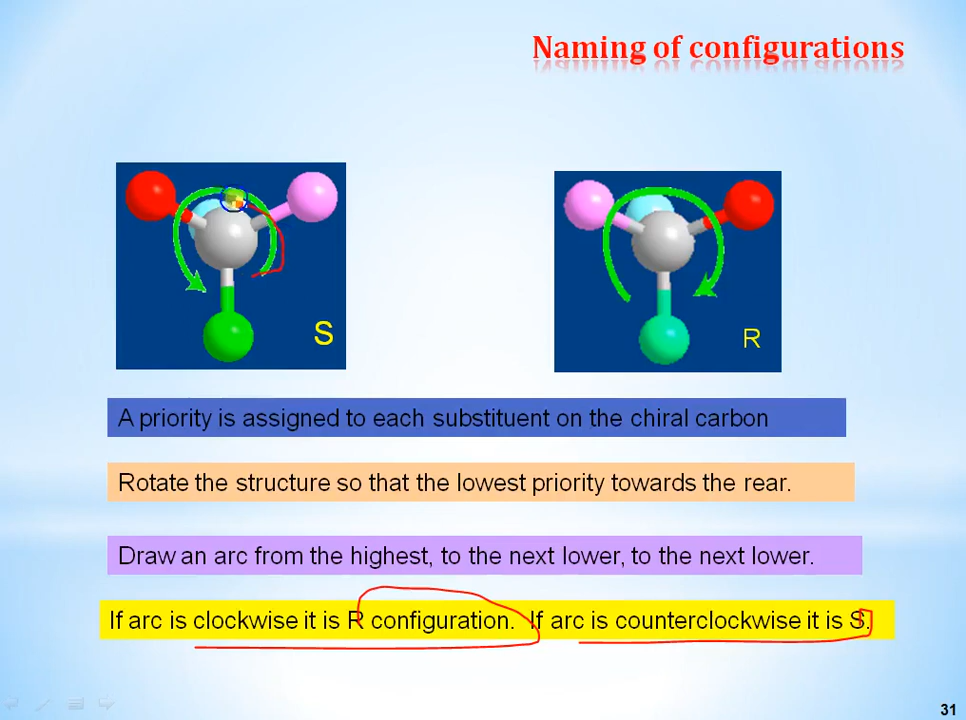 Naming of configurations
S
R
A priority is assigned to each substituent on the chiral carbon
Rotate the structure so that the lowest priority towards the rear.
Draw an arc from the highest, to the next lower, to the next lower.
If arc is clockwise it is R configuration. If arc is counterclockwise it is S.
31